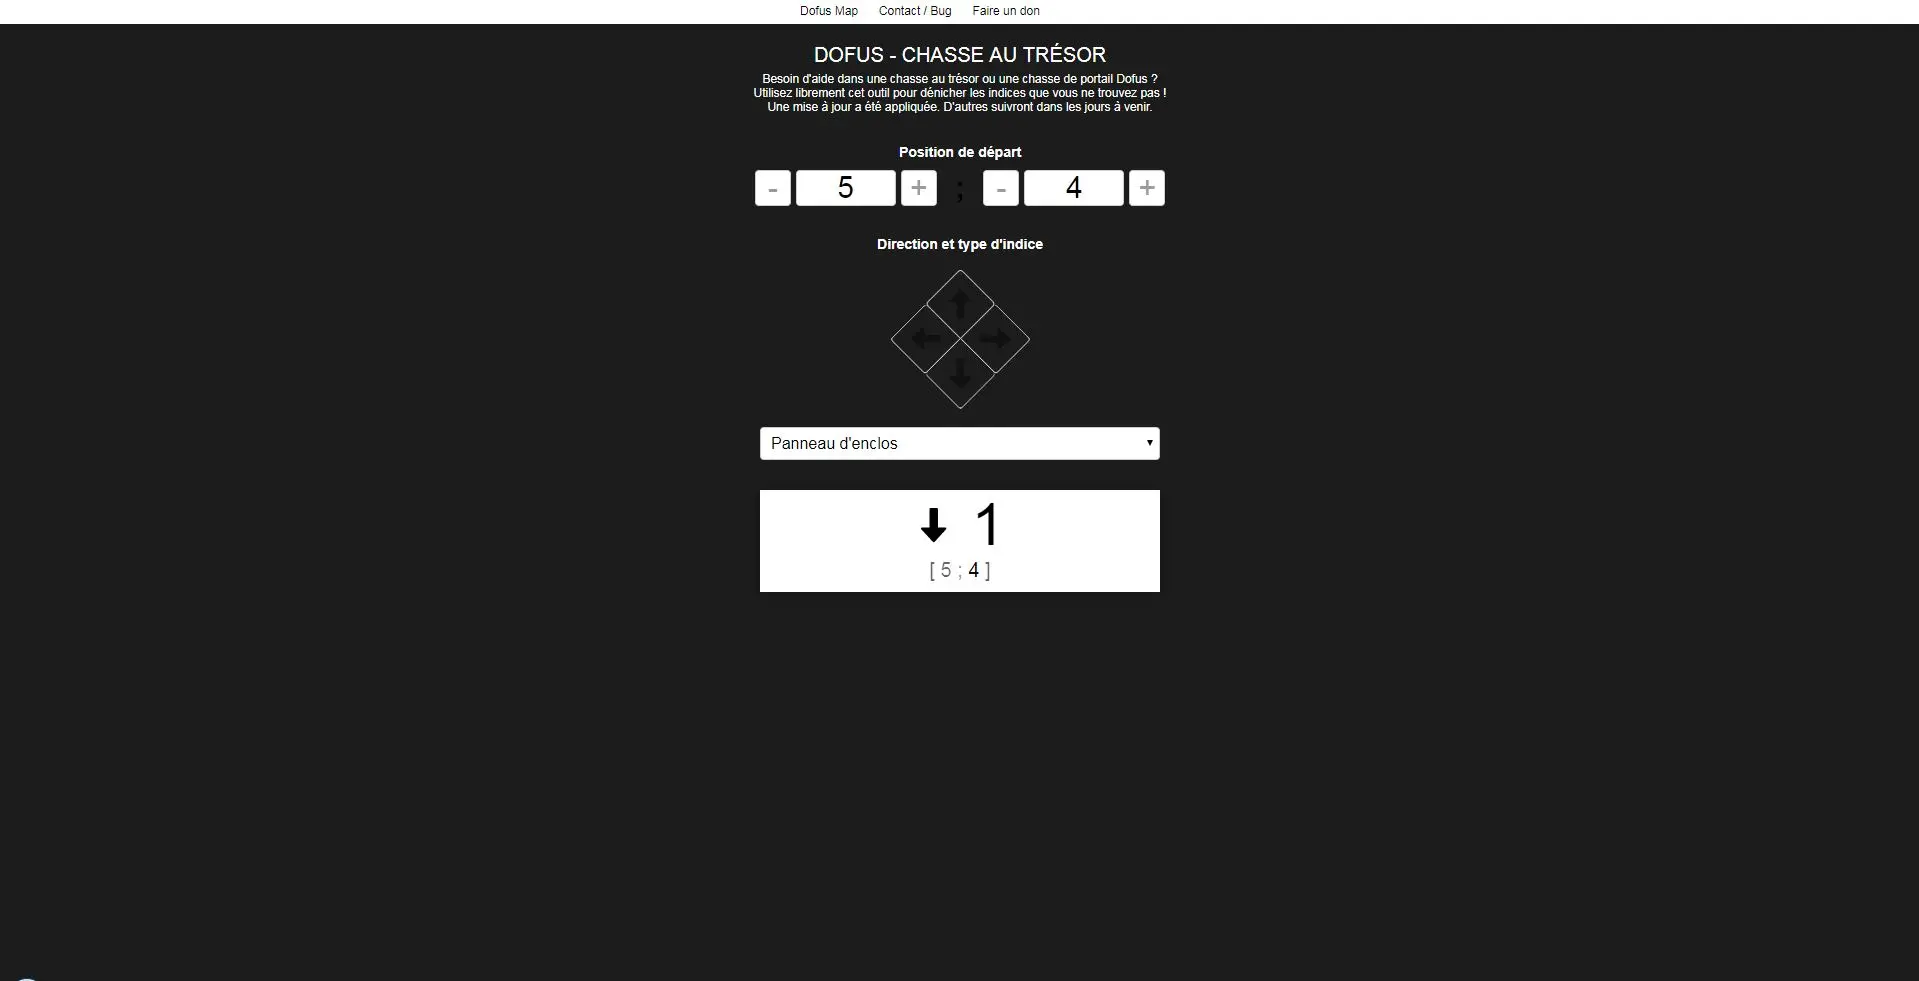 Dofus Map Contact / Bug Faire un don
DOFUS - CHASSE AU TRÉSOR
Besoin d'aide dans une chasse au trésor ou une chasse de portail Dofus ?
Utilisez librement cet outil pour dénicher les indices que vous ne trouvez pas !
Une mise à jour a été appliquée. D'autres suivront dans les jours à venir.
Position de départ
- 5 + ; - 4 +
Direction et type d'indice
Panneau d'enclos
1
[ 5 ; 4 ]